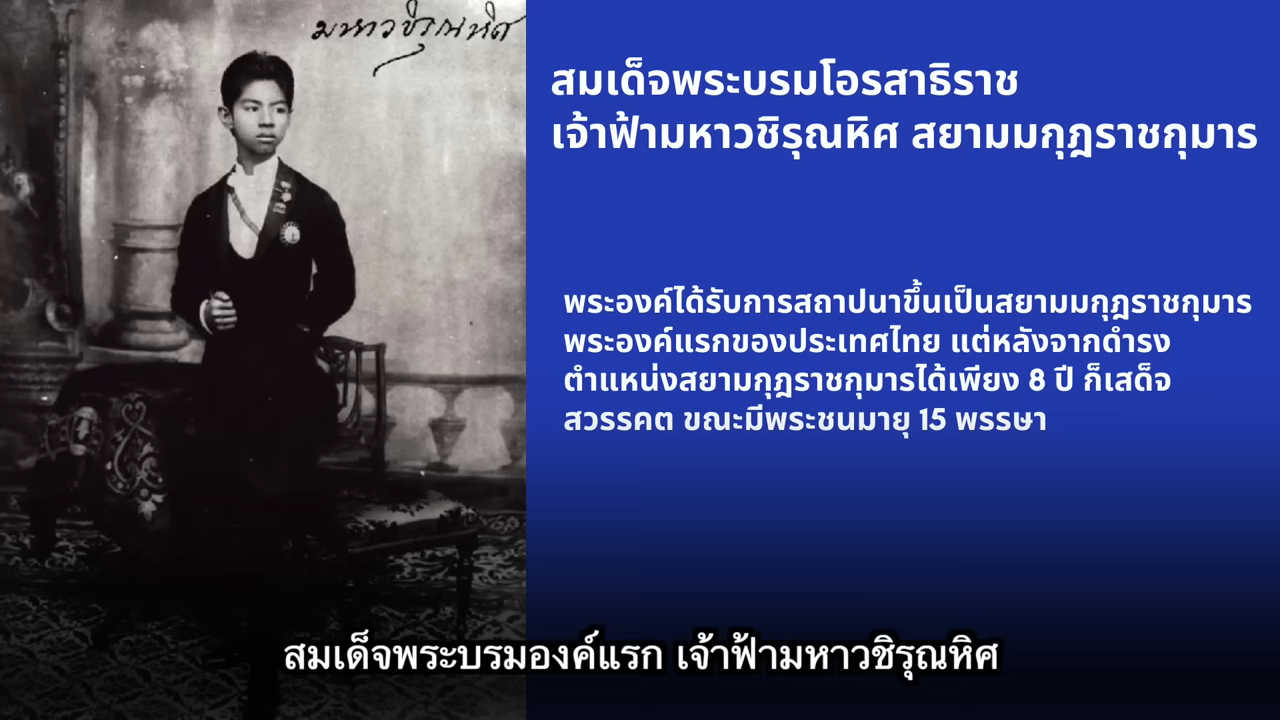 มหาวชิรุณหิศ
สมเด็จพระบรมโอรสาธิราช
เจ้าฟ้ามหาวชิรุณหิศ สยามมกุฎราชกุมาร
พระองค์ได้รับการสถาปนาขึ้นเป็นสยามมกุฎราชกุมาร
พระองค์แรกของประเทศไทย แต่หลังจากดำรง
ตำแหน่งสยามกุฎราชกุมารได้เพียง 8 ปี ก็เสด็จ
สวรรคต ขณะมีพระชนมายุ 15 พรรษา
สมเด็จพระบรมองค์แรก เจ้าฟ้ามหาวชิรุณหิศ